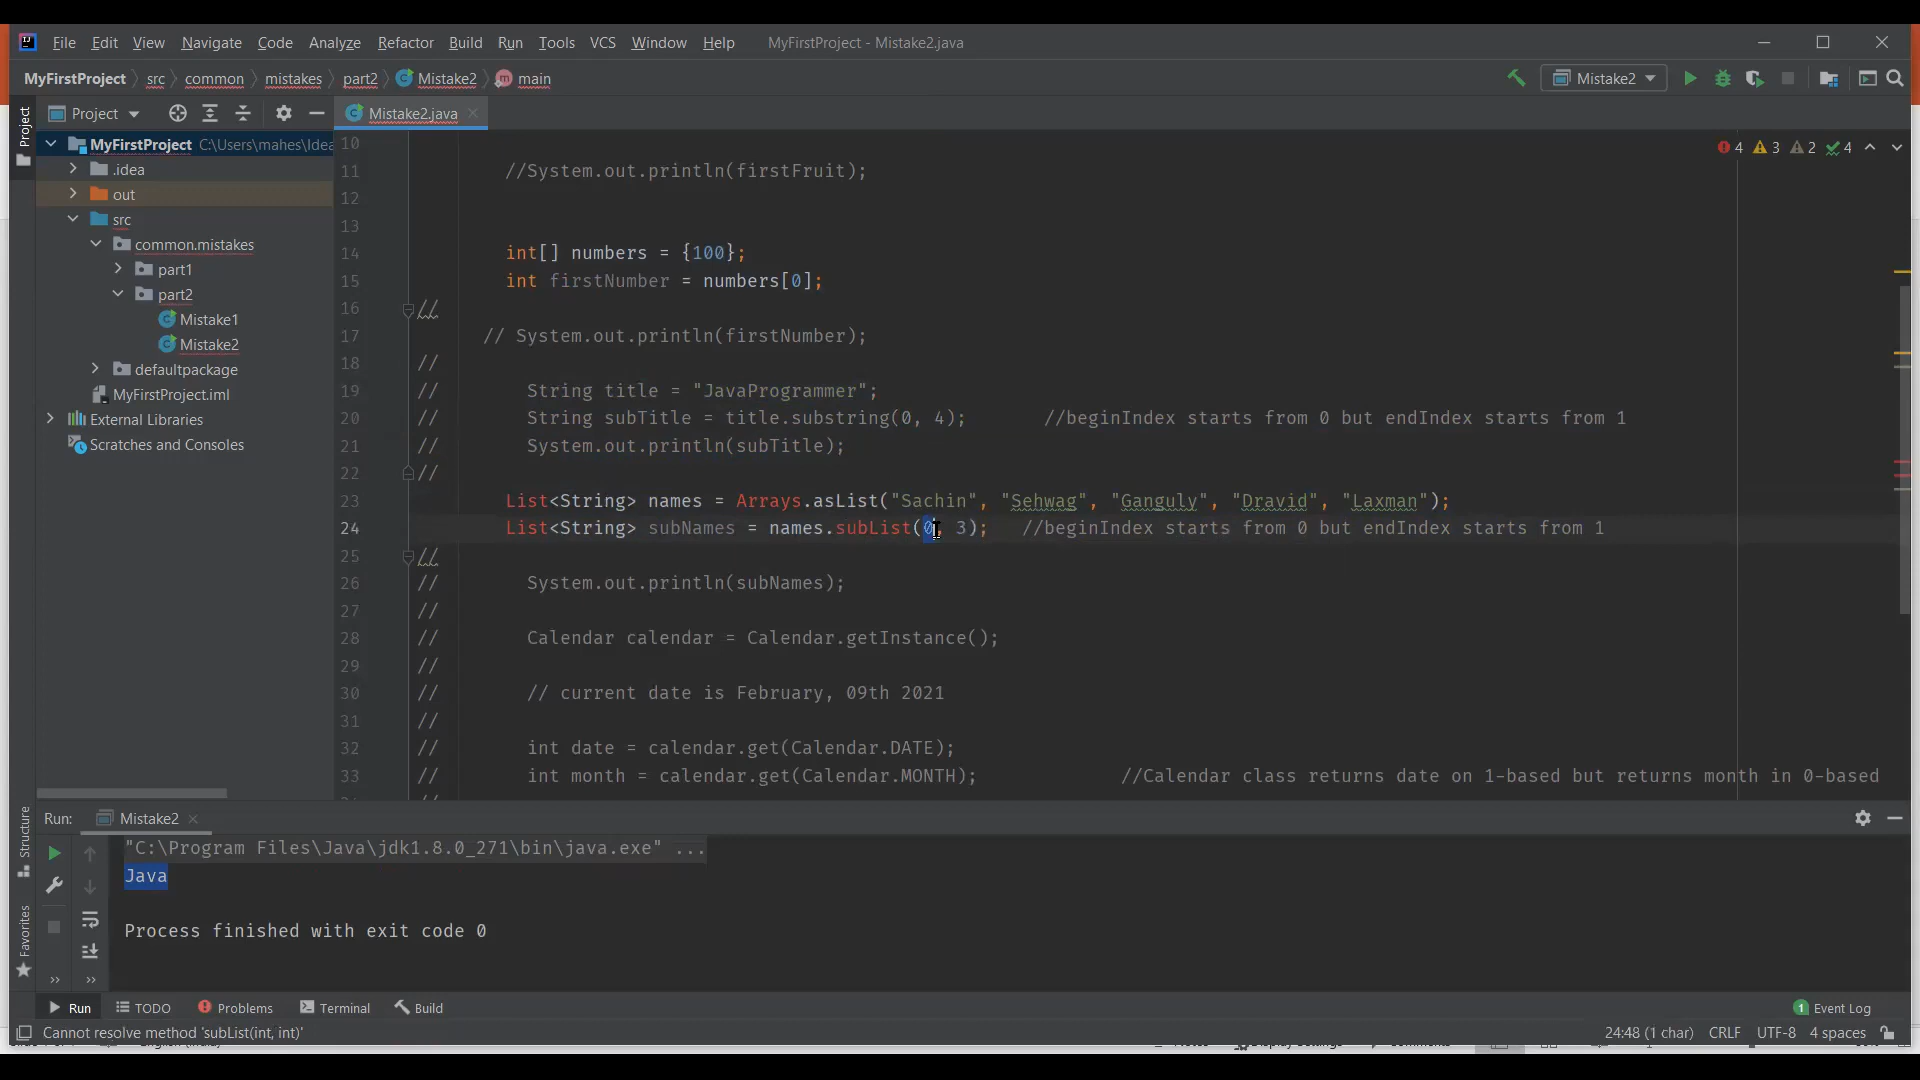 File Edit View Navigate Code Analyze Refactor Build Run Tools VCS Window Help MyFirstProject - Mistake2.java
MyFirstProject src common mistakes part2 Mistake2 main Mistake2
Project Mistake2.java
Project
MyFirstProject C:\Users\mahes\Idea
.idea
out
src
common.mistakes
part1
part2
Mistake1
Mistake2
defaultpackage
MyFirstProject.iml
External Libraries
Scratches and Consoles
4 3 2 4
10
11 //System.out.println(firstFruit);
12
13
14 int[] numbers = {100};
15 int firstNumber = numbers[0];
16 //
17 // System.out.println(firstNumber);
18 //
19 // String title = "JavaProgrammer";
20 // String subTitle = title.substring(0, 4); //beginIndex starts from 0 but endIndex starts from 1
21 // System.out.println(subTitle);
22 //
23 List<String> names = Arrays.asList("Sachin", "Sehwag", "Ganguly", "Dravid", "Laxman");
24 List<String> subNames = names.subList(0, 3); //beginIndex starts from 0 but endIndex starts from 1
25 //
26 // System.out.println(subNames);
27 //
28 // Calendar calendar = Calendar.getInstance();
29 //
30 // // current date is February, 09th 2021
31 //
32 // int date = calendar.get(Calendar.DATE);
33 // int month = calendar.get(Calendar.MONTH); //Calendar class returns date on 1-based but returns month in 0-based
Structure
Favorites
Run: Mistake2
"C:\Program Files\Java\jdk1.8.0_271\bin\java.exe" ...
Java
Process finished with exit code 0
Run TODO Problems Terminal Build 1 Event Log
Cannot resolve method 'subList(int, int)' 24:48 (1 char) CRLF UTF-8 4 spaces